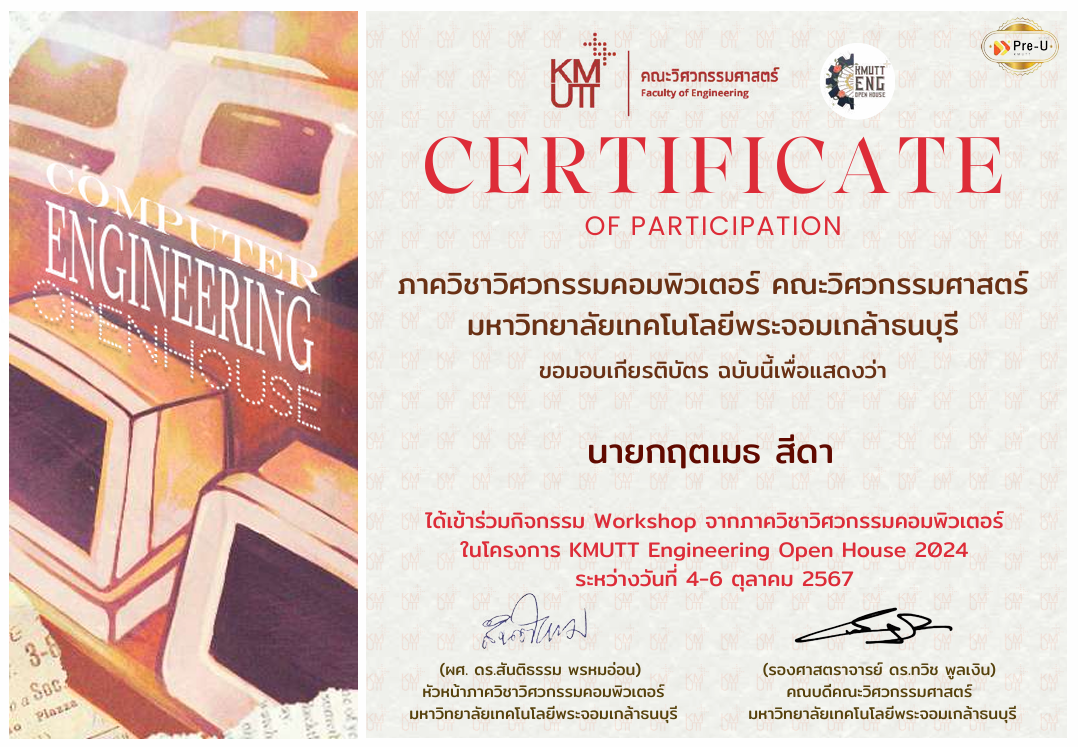 COMPUTER
ENGINEERING
OPENHOUSE
3-6
Soc
Piazza
KM
UTT
คณะวิศวกรรมศาสตร์
Faculty of Engineering
KMUTT
ENG
OPEN HOUSE
Pre-U
KMUTT
CERTIFICATE
OF PARTICIPATION
ภาควิชาวิศวกรรมคอมพิวเตอร์ คณะวิศวกรรมศาสตร์
มหาวิทยาลัยเทคโนโลยีพระจอมเกล้าธนบุรี
ขอมอบเกียรติบัตร ฉบับนี้เพื่อแสดงว่า
นายกฤตเมธ สีดา
ได้เข้าร่วมกิจกรรม Workshop จากภาควิชาวิศวกรรมคอมพิวเตอร์
ในโครงการ KMUTT Engineering Open House 2024
ระหว่างวันที่ 4-6 ตุลาคม 2567
(ผศ. ดร.สันติธรรม พรหมอ่อน)
หัวหน้าภาควิชาวิศวกรรมคอมพิวเตอร์
มหาวิทยาลัยเทคโนโลยีพระจอมเกล้าธนบุรี
(รองศาสตราจารย์ ดร.ทวิช พูลเงิน)
คณบดีคณะวิศวกรรมศาสตร์
มหาวิทยาลัยเทคโนโลยีพระจอมเกล้าธนบุรี